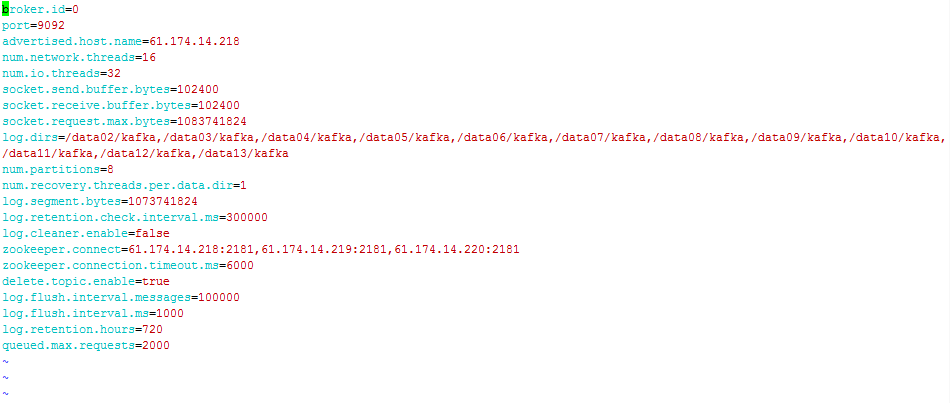 broker.id=0
port=9092
advertised.host.name=61.174.14.218
num.network.threads=16
num.io.threads=32
socket.send.buffer.bytes=102400
socket.receive.buffer.bytes=102400
socket.request.max.bytes=1083741824
log.dirs=/data02/kafka,/data03/kafka,/data04/kafka,/data05/kafka,/data06/kafka,/data07/kafka,/data08/kafka,/data09/kafka,/data10/kafka,
/data11/kafka,/data12/kafka,/data13/kafka
num.partitions=8
num.recovery.threads.per.data.dir=1
log.segment.bytes=1073741824
log.retention.check.interval.ms=300000
log.cleaner.enable=false
zookeeper.connect=61.174.14.218:2181,61.174.14.219:2181,61.174.14.220:2181
zookeeper.connection.timeout.ms=6000
delete.topic.enable=true
log.flush.interval.messages=100000
log.flush.interval.ms=1000
log.retention.hours=720
queued.max.requests=2000
~
~
~